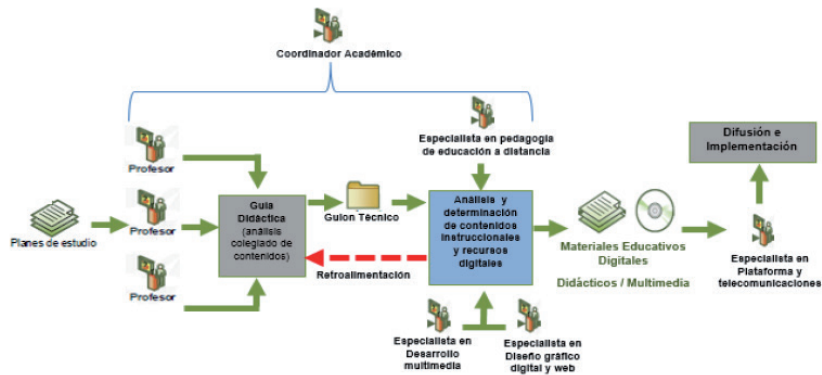 Coordinador Académico
Especialista en pedagogía
de educación a distancia
Difusión e
Implementación
Profesor
Planes de estudio
Profesor
Guía
Didáctica
(análisis
colegiado de
contenidos)
Guion Técnico
Análisis y
determinación
de contenidos
instruccionales
y recursos
digitales
Materiales Educativos
Digitales
Didácticos / Multimedia
Especialista en
Plataforma y
telecomunicaciones
Retroalimentación
Profesor
Especialista en
Desarrollo
multimedia
Especialista en
Diseño gráfico
digital y web